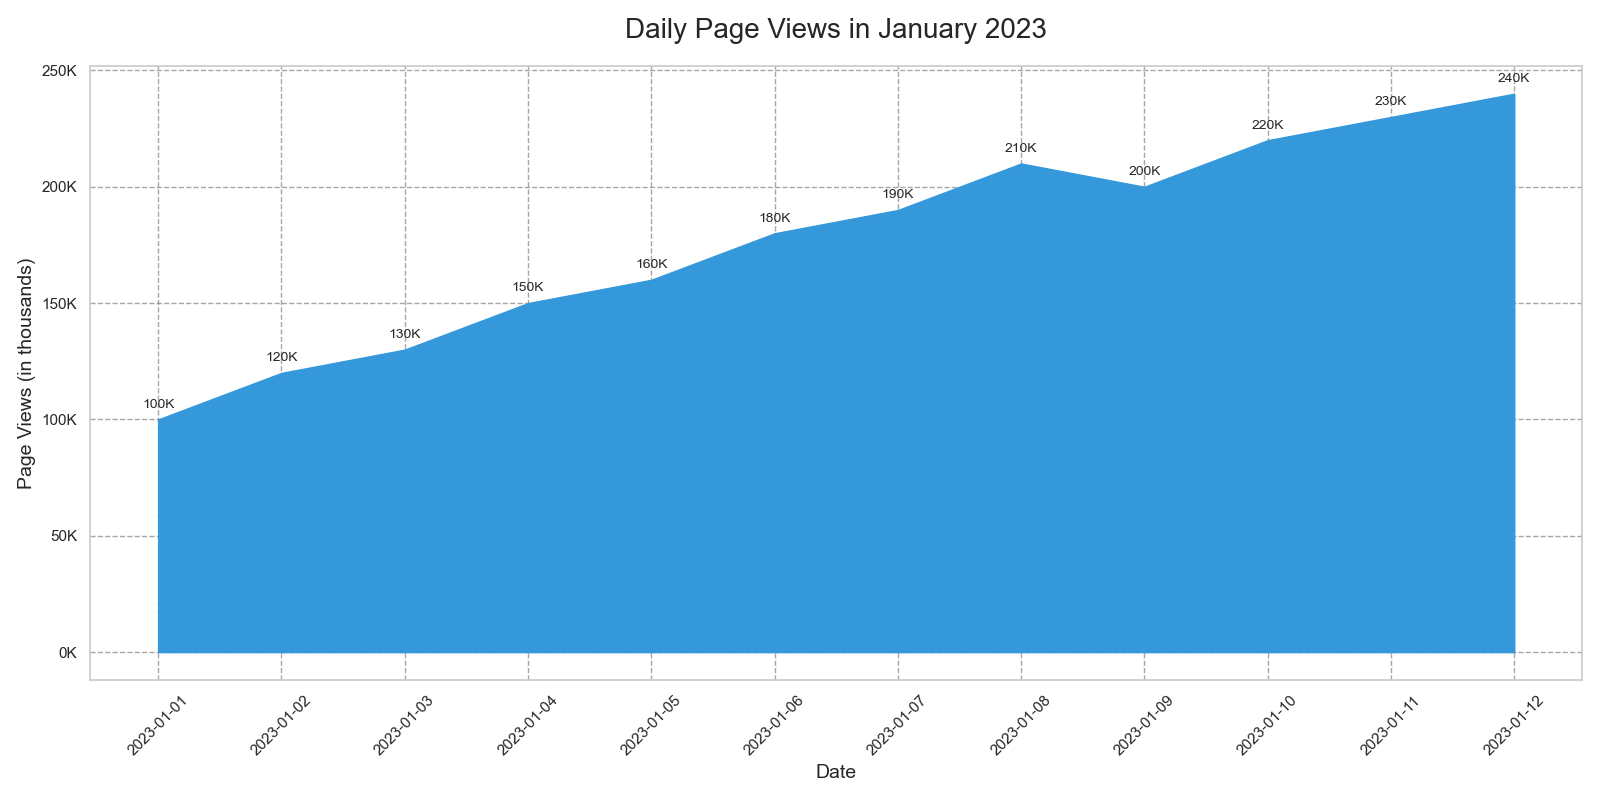 Daily Page Views in January 2023
250K
200K
150K
100K
50K
0K
Page Views (in thousands)
100K
120K
130K
150K
160K
180K
190K
210K
200K
220K
230K
240K
2023-01-01
2023-01-02
2023-01-03
2023-01-04
2023-01-05
2023-01-06
2023-01-07
2023-01-08
2023-01-09
2023-01-10
2023-01-11
2023-01-12
Date